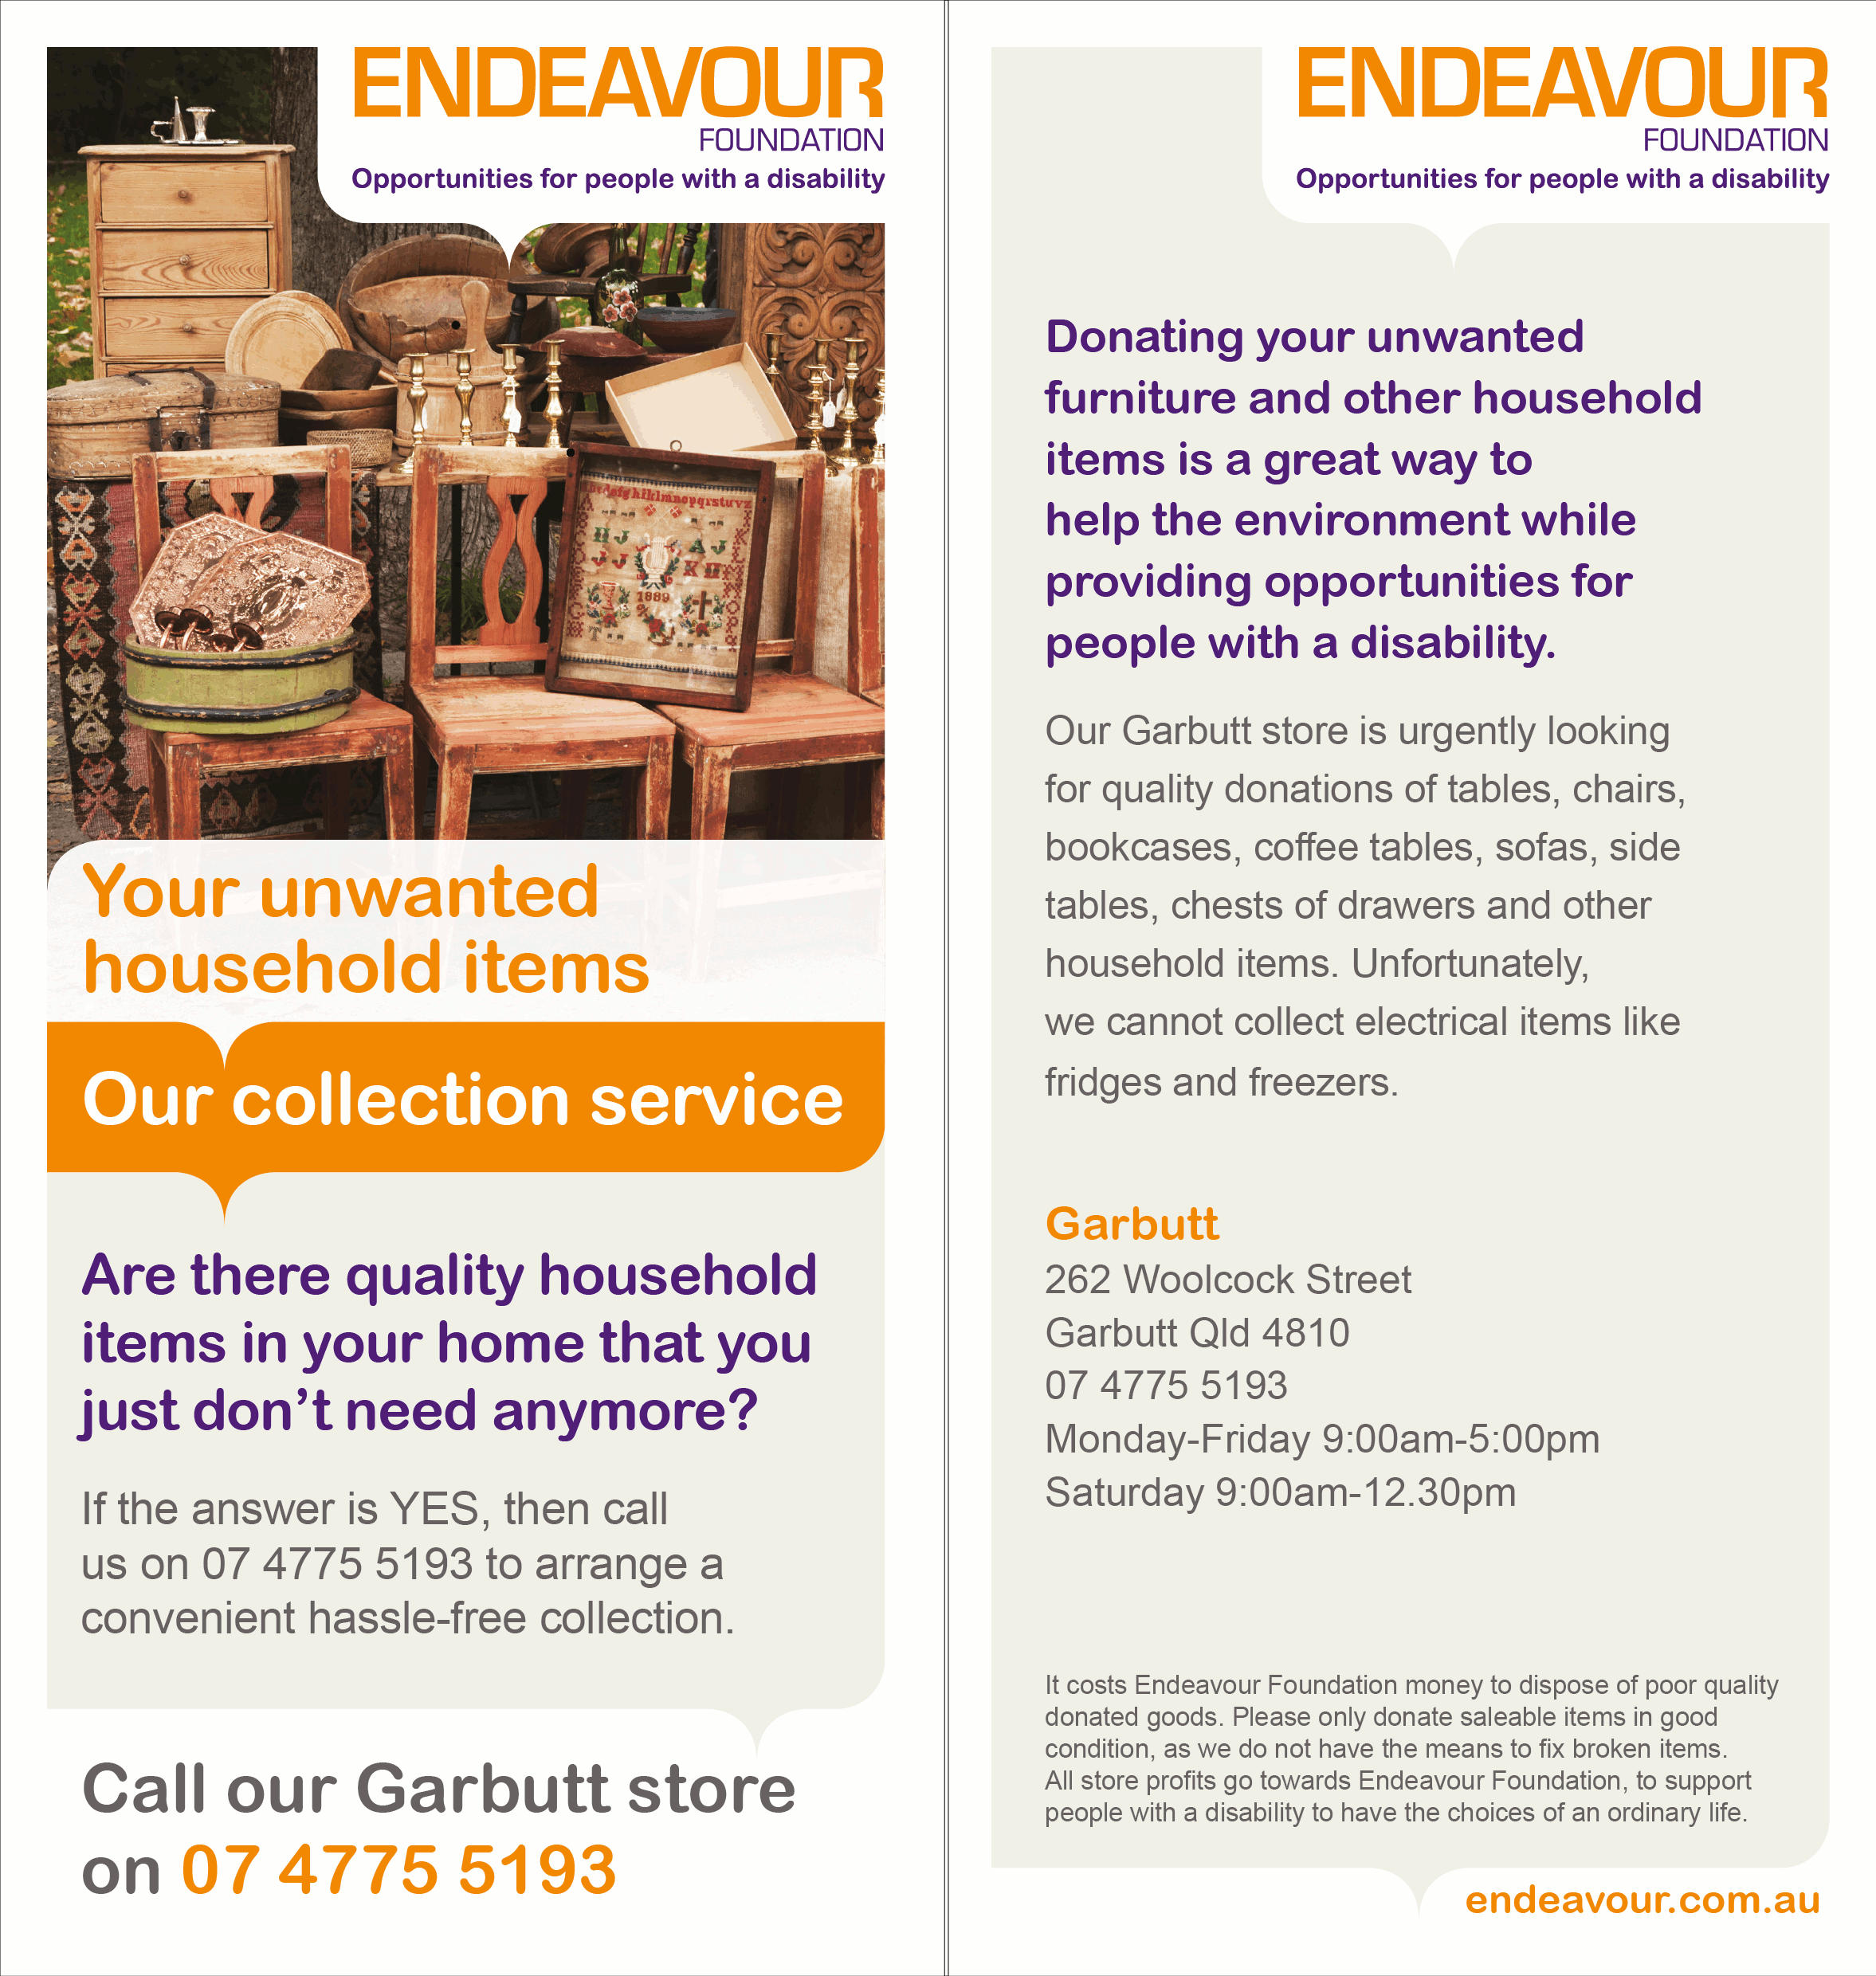 ENDEAVOUR
FOUNDATION
Opportunities for people with a disability
1889
Your unwanted
household items
Our collection service
Are there quality household
items in your home that you
just don’t need anymore?
If the answer is YES, then call
us on 07 4775 5193 to arrange a
convenient hassle-free collection.
Call our Garbutt store
on 07 4775 5193
ENDEAVOUR
FOUNDATION
Opportunities for people with a disability
Donating your unwanted
furniture and other household
items is a great way to
help the environment while
providing opportunities for
people with a disability.
Our Garbutt store is urgently looking
for quality donations of tables, chairs,
bookcases, coffee tables, sofas, side
tables, chests of drawers and other
household items. Unfortunately,
we cannot collect electrical items like
fridges and freezers.
Garbutt
262 Woolcock Street
Garbutt Qld 4810
07 4775 5193
Monday-Friday 9:00am-5:00pm
Saturday 9:00am-12.30pm
It costs Endeavour Foundation money to dispose of poor quality
donated goods. Please only donate saleable items in good
condition, as we do not have the means to fix broken items.
All store profits go towards Endeavour Foundation, to support
people with a disability to have the choices of an ordinary life.
endeavour.com.au